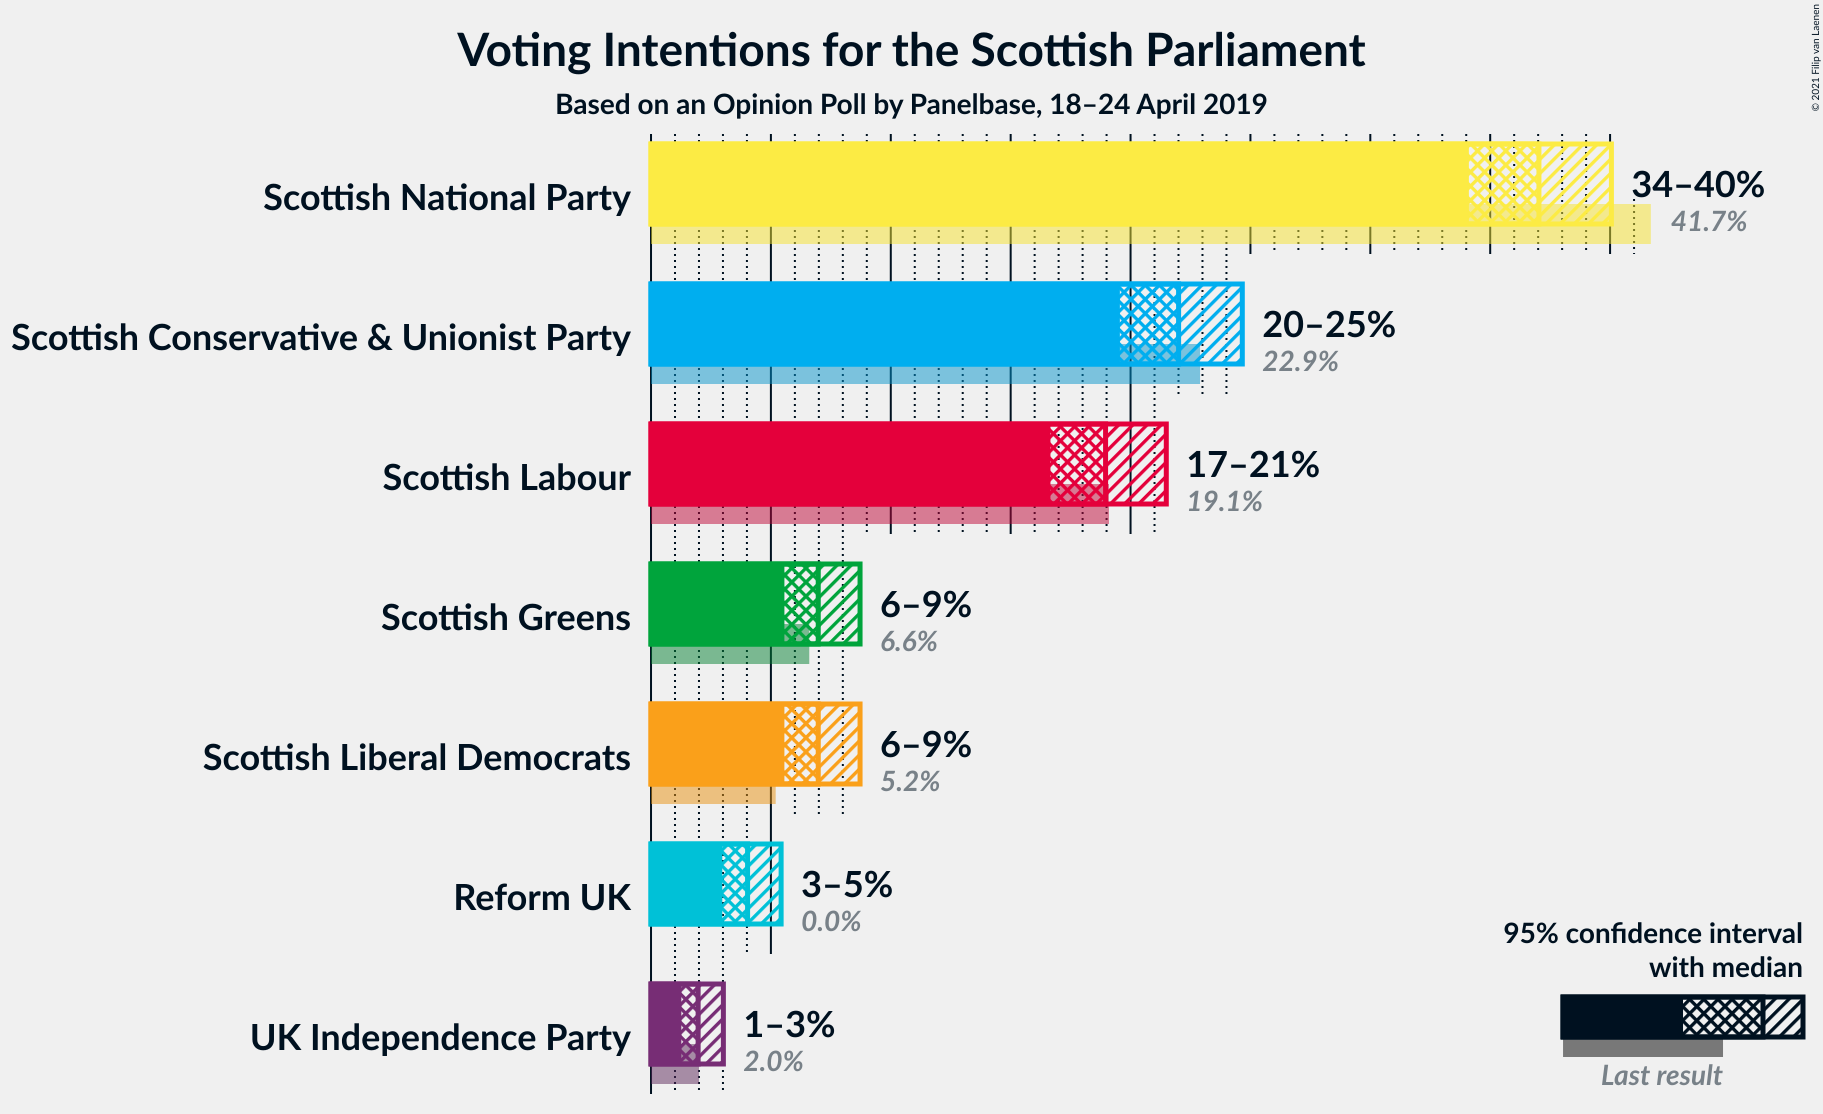 Voting Intentions for the Scottish Parliament
Based on an Opinion Poll by Panelbase, 18–24 April 2019
© 2021 Filip van Laenen
Scottish National Party
34–40%
41.7%
Scottish Conservative & Unionist Party
20–25%
22.9%
Scottish Labour
17–21%
19.1%
Scottish Greens
6–9%
6.6%
Scottish Liberal Democrats
6–9%
5.2%
Reform UK
3–5%
0.0%
UK Independence Party
1–3%
2.0%
95% confidence interval
with median
Last result